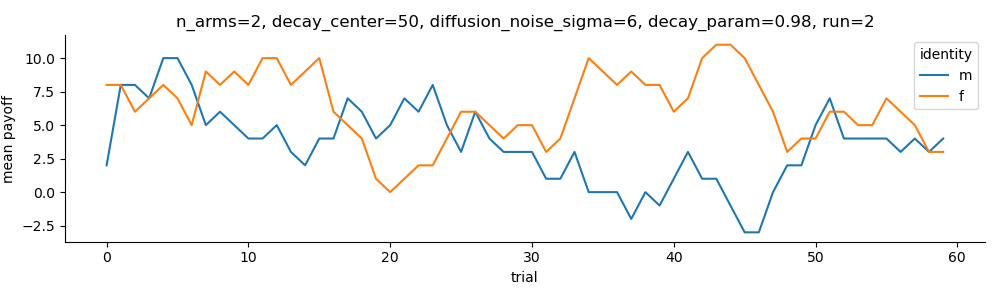 n_arms=2, decay_center=50, diffusion_noise_sigma=6, decay_param=0.98, run=2
identity
m
f
mean payoff
10.0
7.5
5.0
2.5
0.0
−2.5
0 10 20 30 40 50 60
trial